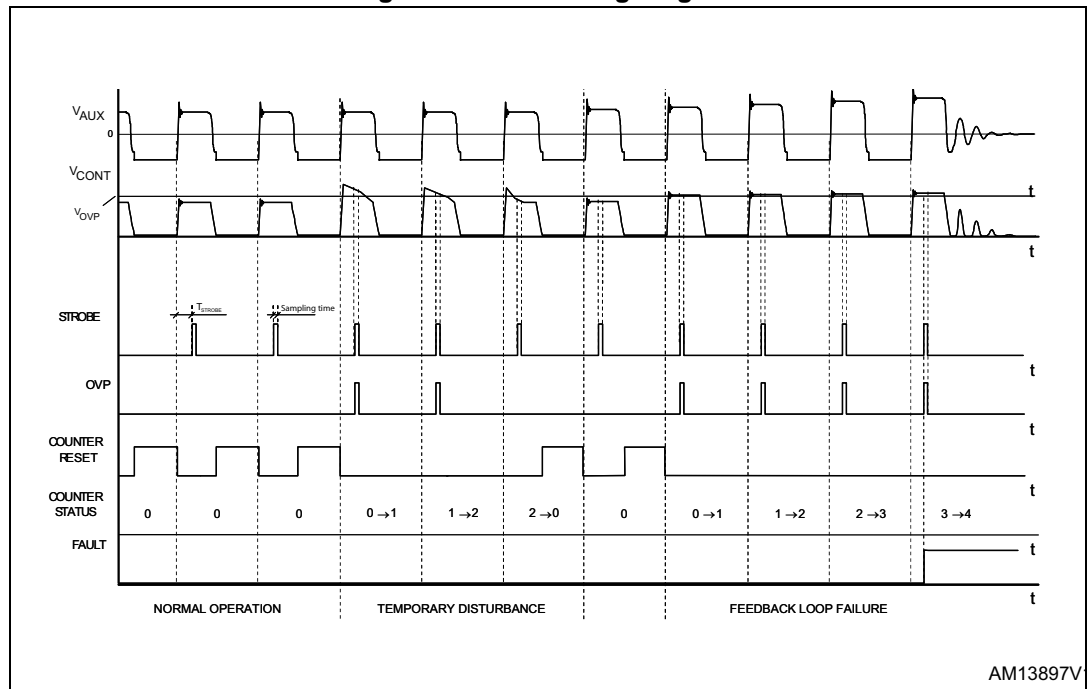 V_AUX
0
V_CONT
t
V_OVP
t
T_STROBE
Sampling time
STROBE
t
OVP
t
COUNTER
RESET
t
COUNTER
STATUS
0 0 0 0→1 1→2 2→0 0 0→1 1→2 2→3 3→4
FAULT
t
t
NORMAL OPERATION TEMPORARY DISTURBANCE FEEDBACK LOOP FAILURE
AM13897V1